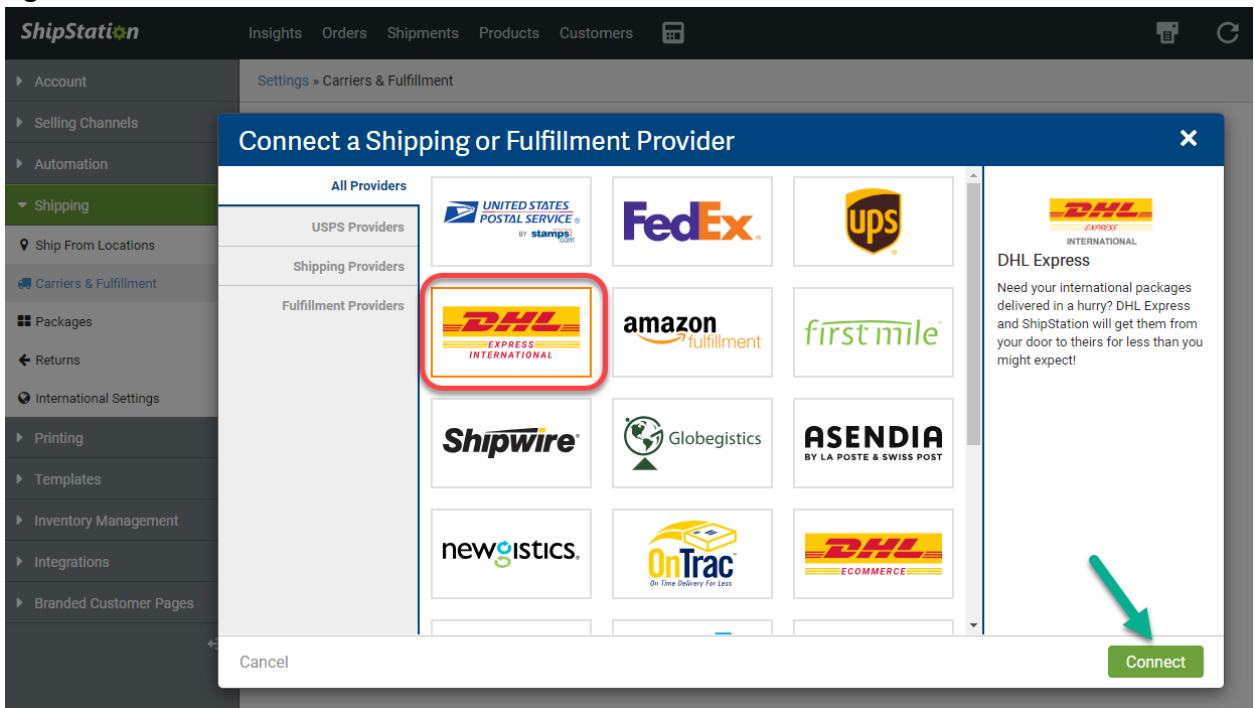 ShipStation
Insights Orders Shipments Products Customers
Account
Selling Channels
Automation
Shipping
Ship From Locations
Carriers & Fulfillment
Packages
Returns
International Settings
Printing
Templates
Inventory Management
Integrations
Branded Customer Pages
Settings » Carriers & Fulfillment
Connect a Shipping or Fulfillment Provider
All Providers
USPS Providers
Shipping Providers
Fulfillment Providers
UNITED STATES
POSTAL SERVICE
BY stamps.com
FedEx
ups
DHL
EXPRESS
INTERNATIONAL
amazon
fulfillment
first mile
Shipwire
Globegistics
ASENDIA
BY LA POSTE & SWISS POST
newgistics.
OnTrac
On Time Delivery For Less
DHL
ECOMMERCE
DHL
EXPRESS
INTERNATIONAL
DHL Express
Need your international packages
delivered in a hurry? DHL Express
and ShipStation will get them from
your door to theirs for less than you
might expect!
Cancel
Connect